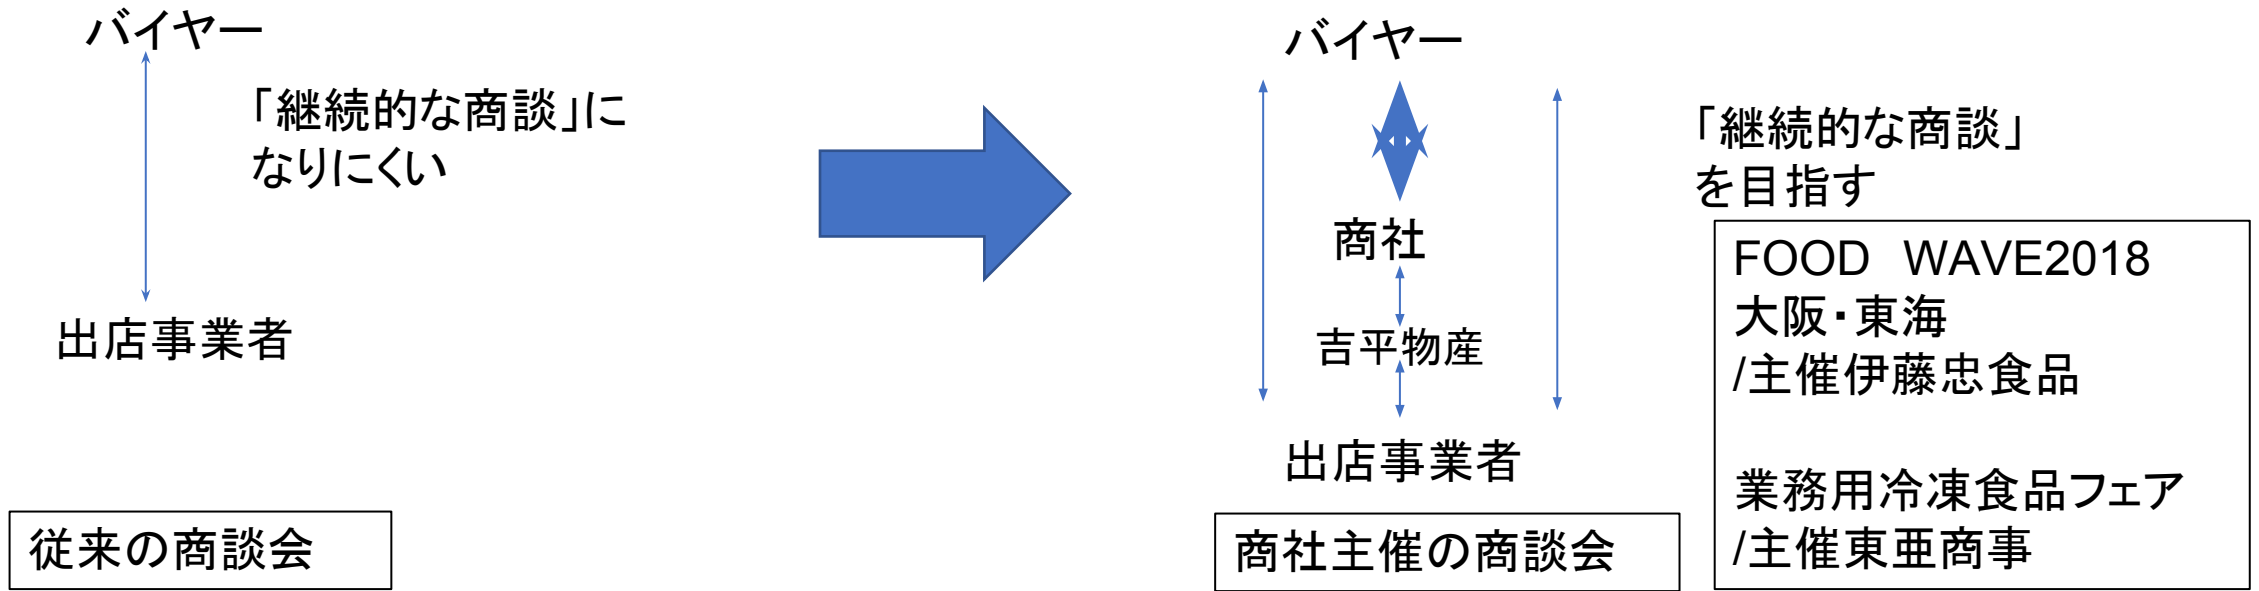 バイヤー
「継続的な商談」に
なりにくい
出店事業者
従来の商談会
バイヤー
商社
吉平物産
出店事業者
商社主催の商談会
「継続的な商談」
を目指す
FOOD　WAVE2018
大阪・東海
/主催伊藤忠食品
業務用冷凍食品フェア
/主催東亜商事